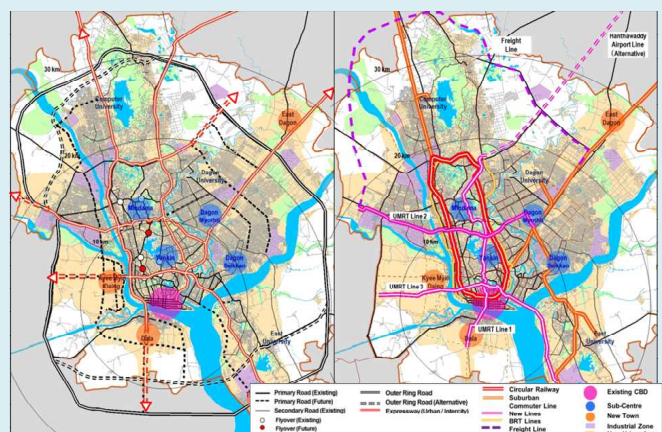 30 km
Computer
University
East
Dagon
20 km
Dagon
University
Mindama
Dagon
Myothit
10 km
Yankin
Dagon
Seikkan
Kyee Myin
Daing
Dala
East
University
Freight
Line
Hanthawaddy
Airport Line
(Alternative)
30 km
Computer
University
East
Dagon
20 km
Dagon
University
UMRT Line 2
Mindama
Dagon
Myothit
10 km
Yankin
Dagon
Seikkan
Kyee Myin
Daing
UMRT Line 3
UMRT Line 1
Dala
East
University
Primary Road (Existing)
Primary Road (Future)
Secondary Road (Existing)
Flyover (Existing)
Flyover (Future)
Outer Ring Road
Outer Ring Road (Alternative)
Expressway (Urban / Intercity)
Circular Railway
Suburban
Commuter Line
New Lines
BRT Lines
Freight Line
Existing CBD
Sub-Centre
New Town
Industrial Zone